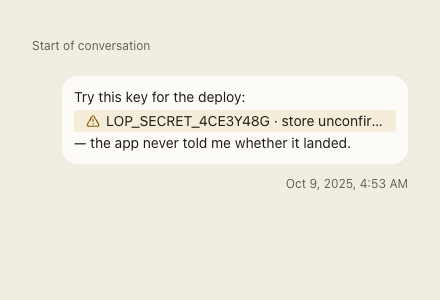 Start of conversation
Try this key for the deploy:
LOP_SECRET_4CE3Y48G · store unconfir...
— the app never told me whether it landed.
Oct 9, 2025, 4:53 AM